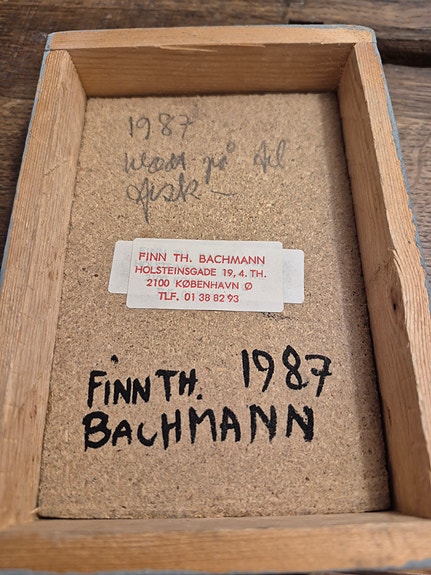 1987
på
FINN TH. BACHMANN
HOLSTEINSGADE 19, 4. TH.
2100 KØBENHAVN Ø
TLF. 01 38 82 93
FINN TH. 1987
BACHMANN